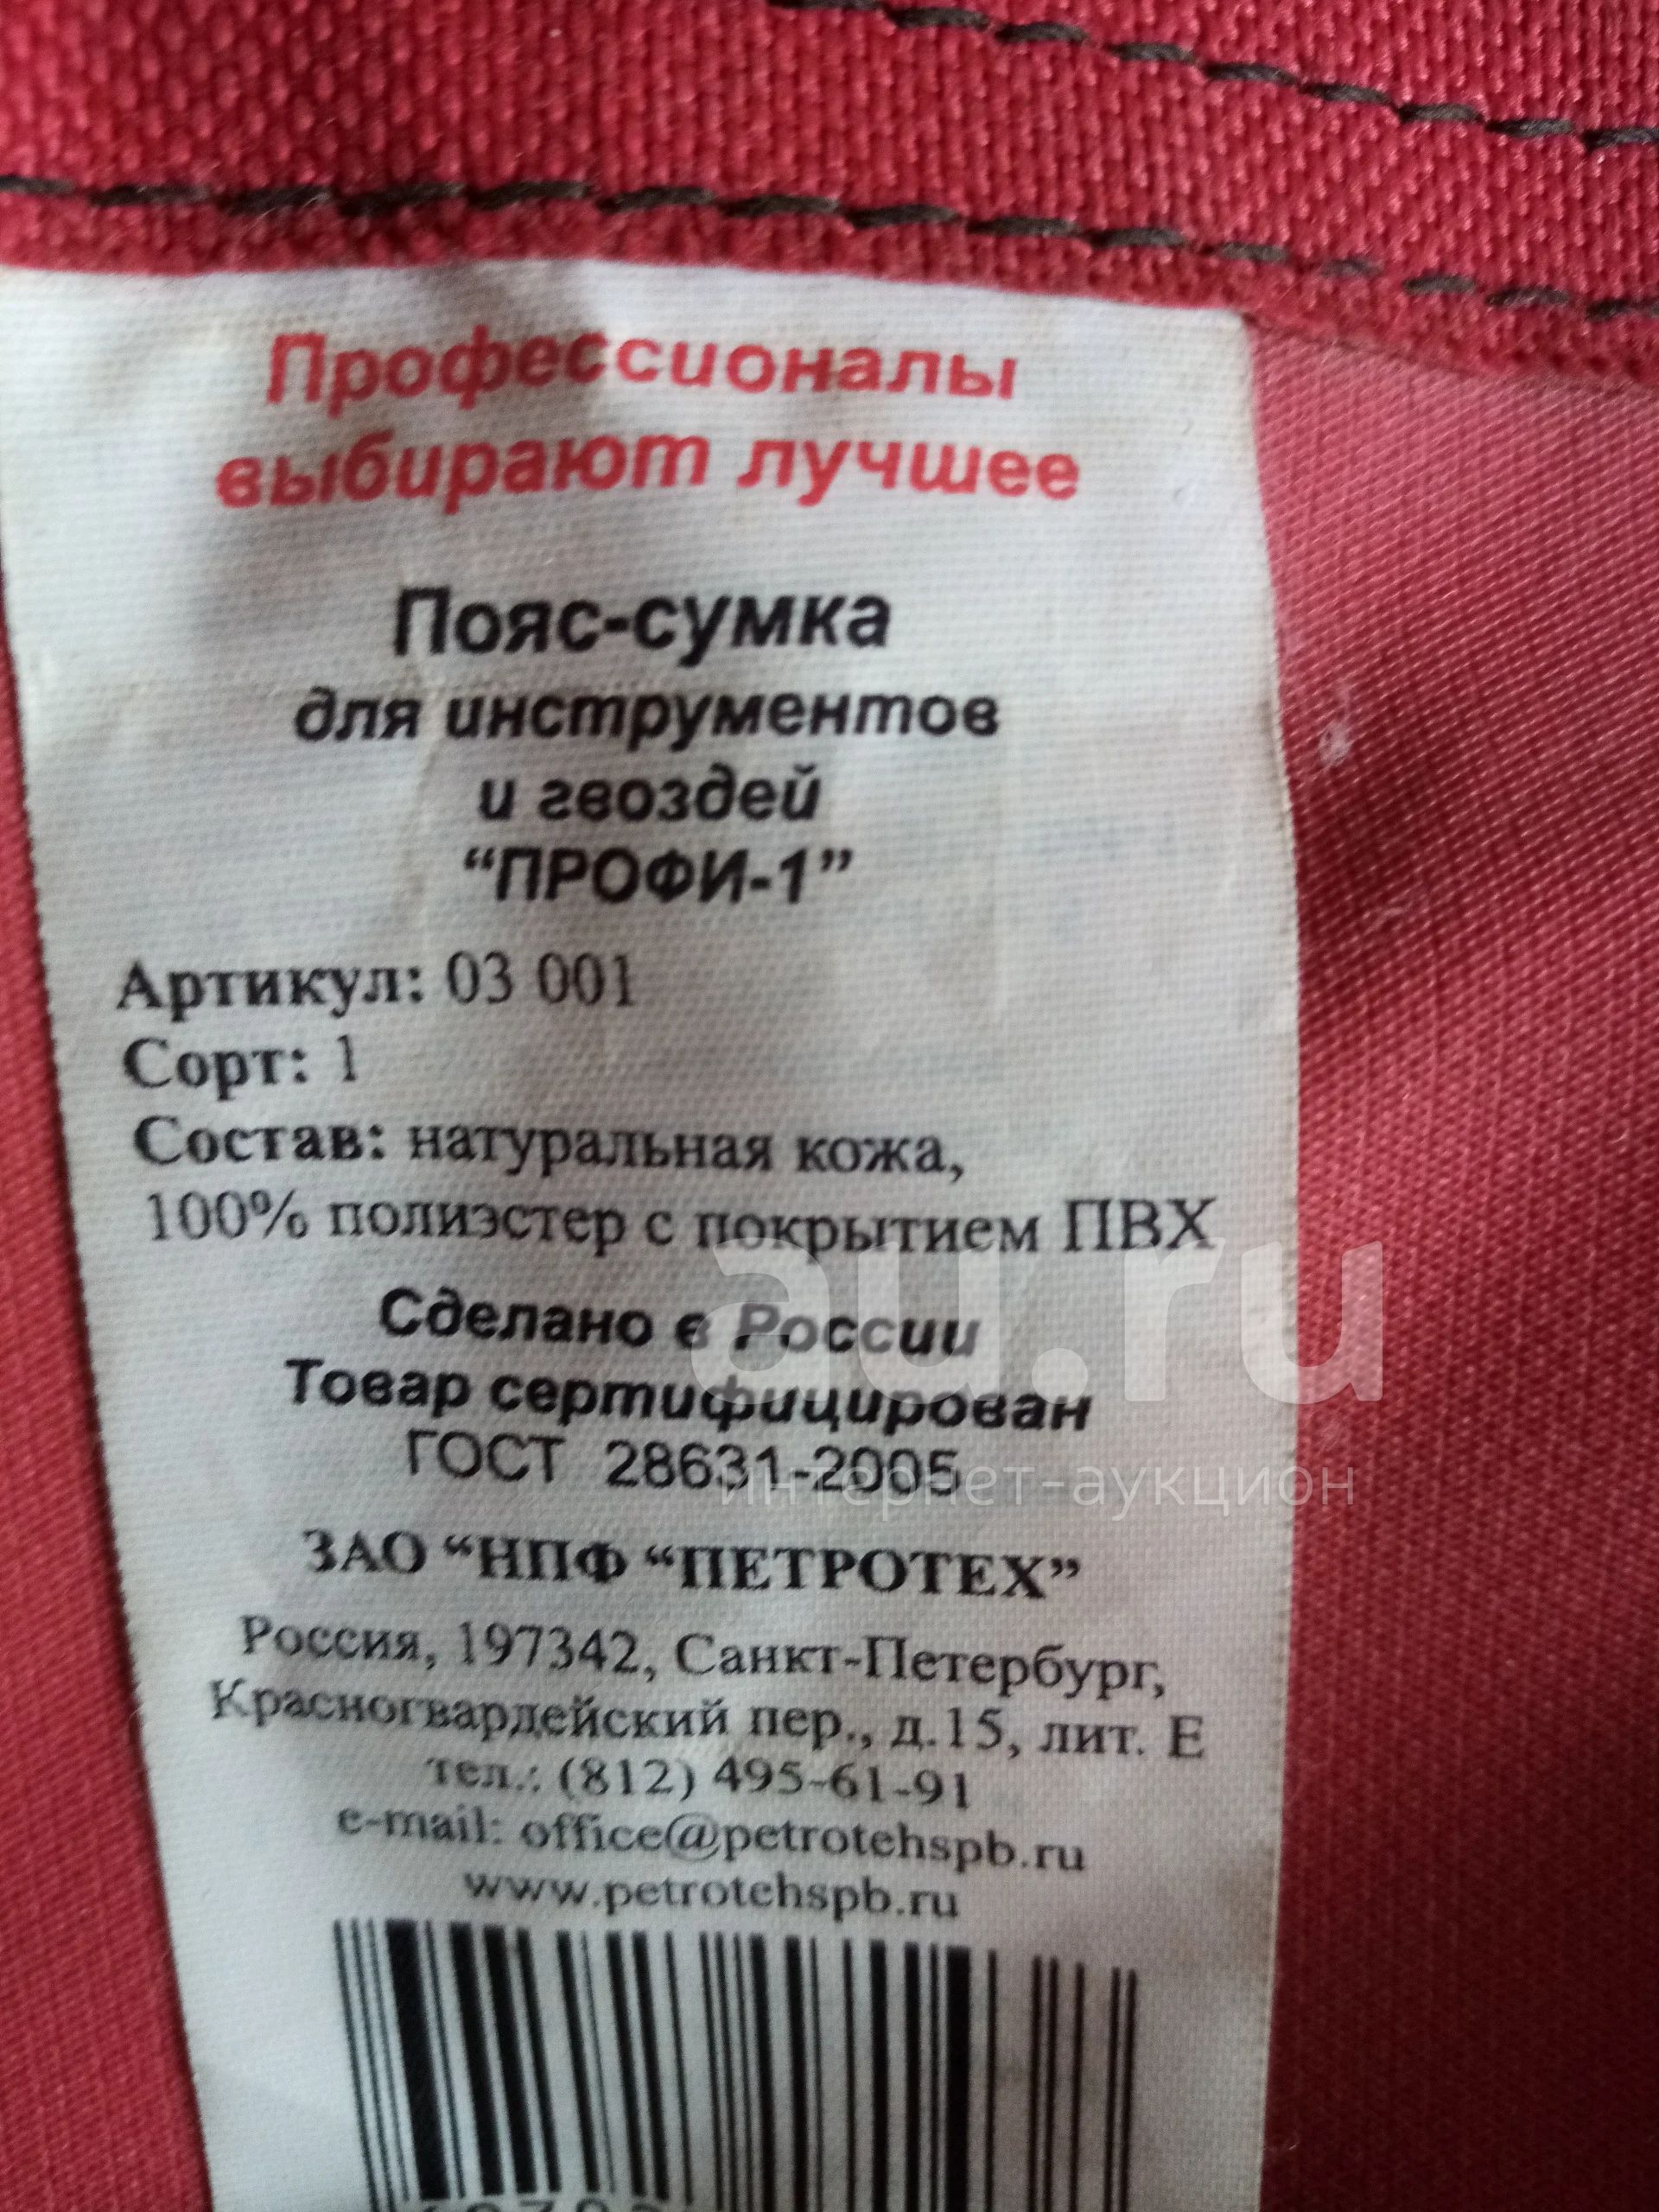 Профессионалы
выбирают лучшее
Пояс-сумка
для инструментов
и гвоздей
“ПРОФИ-1”
Артикул: 03 001
Сорт: 1
Состав: натуральная кожа,
100% полиэстер с покрытием ПВХ
Сделано в России
Товар сертифицирован
ГОСТ 28631-2005
ЗАО “НПФ “ПЕТРОТЕХ”
Россия, 197342, Санкт-Петербург,
Красногвардейский пер., д.15, лит. Е
тел.: (812) 495-61-91
e-mail: office@petrotehspb.ru
www.petrotehspb.ru
au.ru
интернет-аукцион